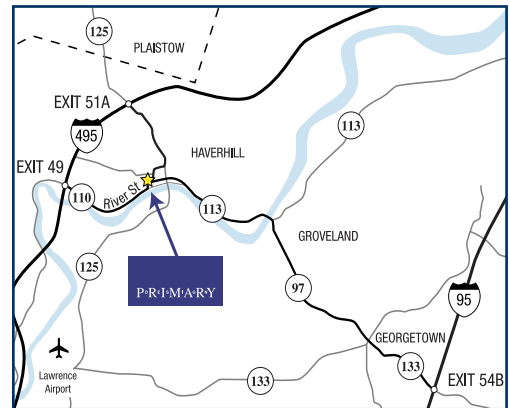 125
PLAISTOW
EXIT 51A
495
113
HAVERHILL
EXIT 49
110
River St
113
GROVELAND
125
P•R•I•M•A•R•Y
97
95
GEORGETOWN
133
Lawrence
Airport
133
EXIT 54B